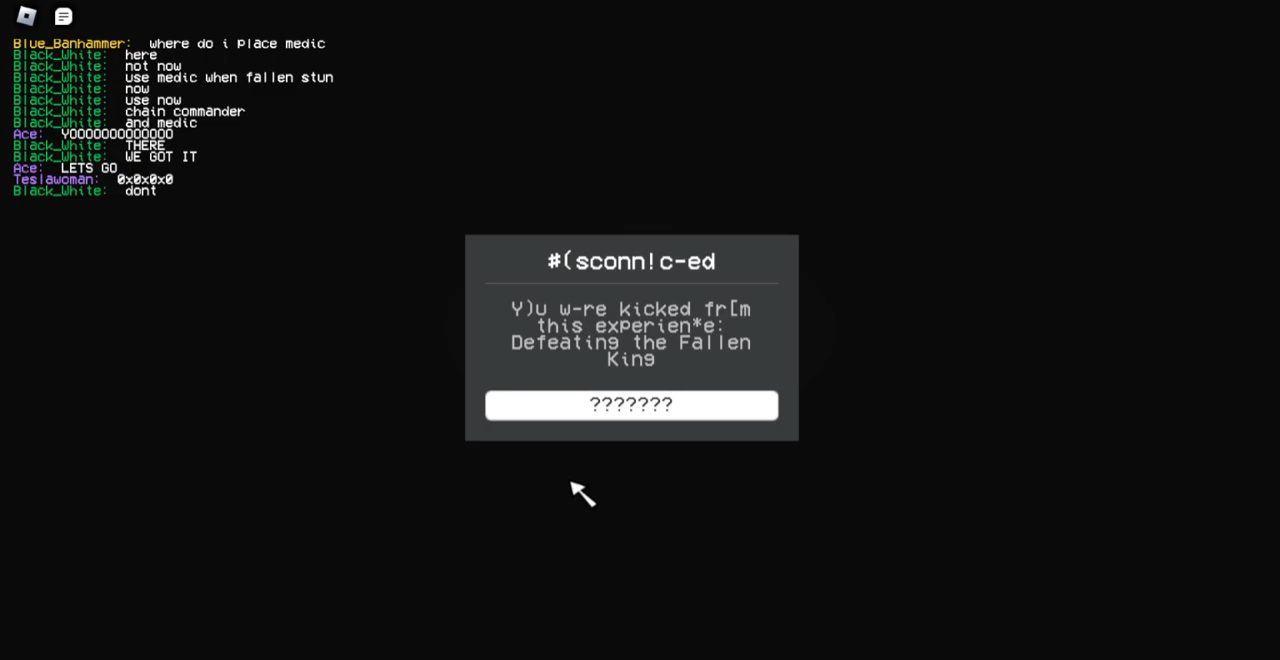 Blue_Banhammer: where do i place medic
Black_White: here
Black_White: not now
Black_White: use medic when fallen stun
Black_White: now
Black_White: use now
Black_White: chain commander
Black_White: and medic
Ace: YOOOOOOOOOOOOO
Black_White: THERE
Black_White: WE GOT IT
Ace: LETS GO
Teslawoman: 0x0x0x0
Black_White: dont
#(sconn!c-ed
Y)u w-re kicked fr[m
this experien*e:
Defeating the Fallen
King
???????